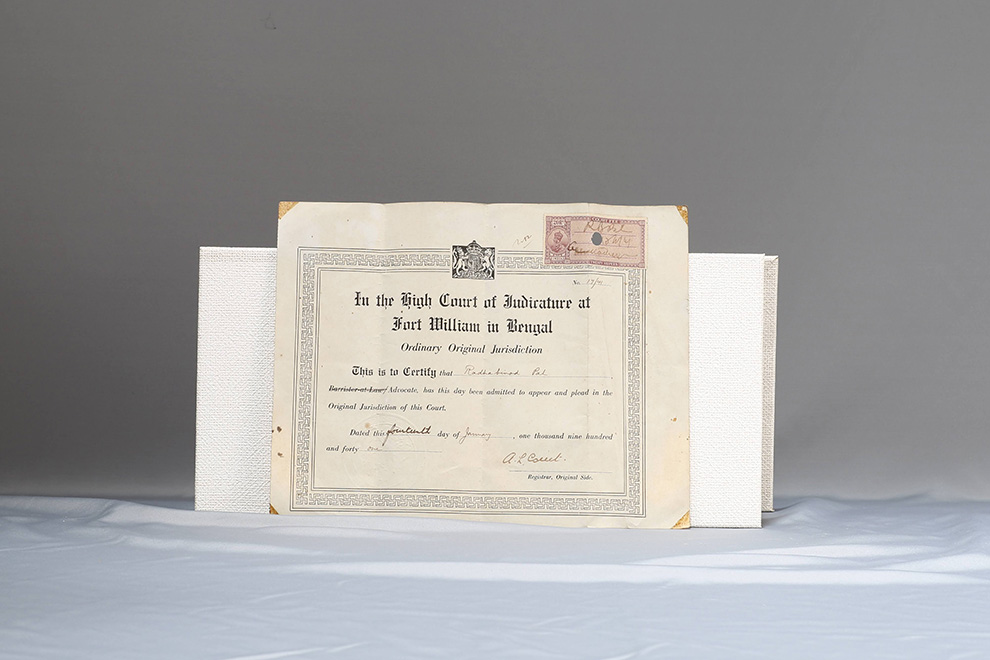 No. 13/41
In the High Court of Judicature at
Fort William in Bengal
Ordinary Original Jurisdiction
This is to Certify that Radhabinod Pal
Barrister-at-Law/Advocate, has this day been admitted to appear and plead in the
Original Jurisdiction of this Court.
Dated this fourteenth day of January, one thousand nine hundred
and forty one
Registrar, Original Side.